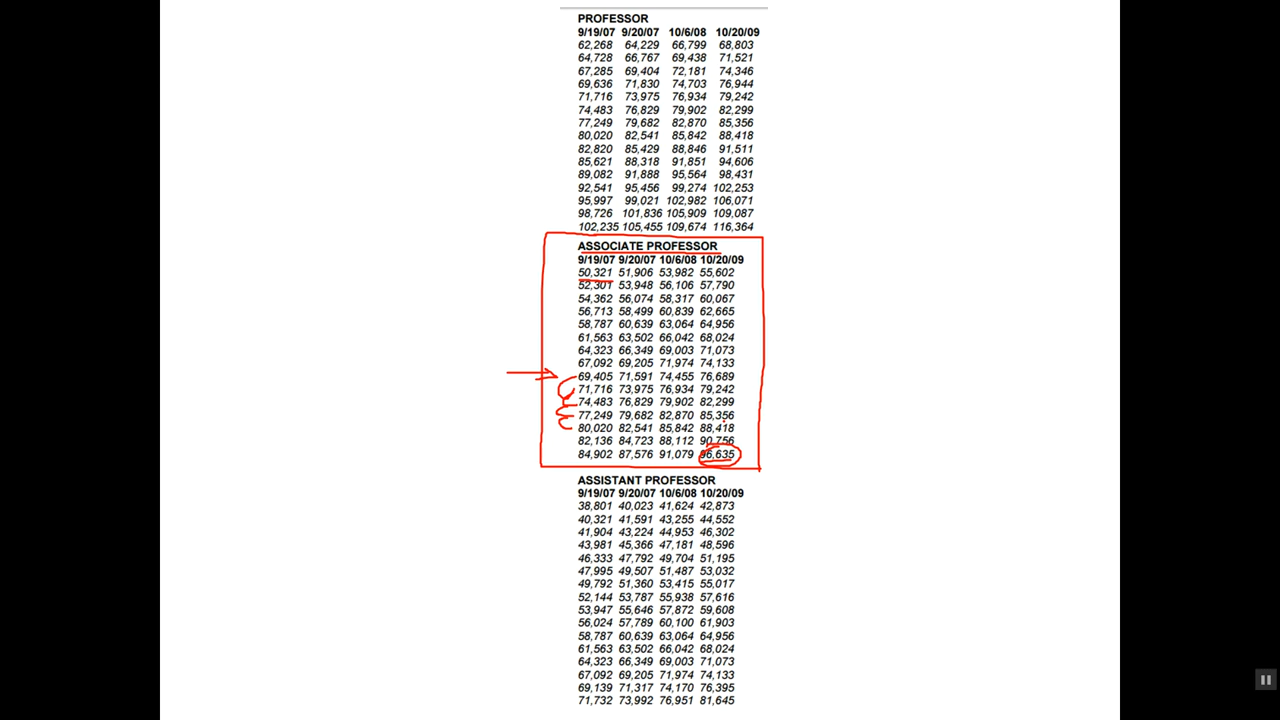 PROFESSOR
9/19/07 9/20/07 10/6/08 10/20/09
62,268 64,229 66,799 68,803
64,728 66,767 69,438 71,521
67,285 69,404 72,181 74,346
69,636 71,830 74,703 76,944
71,716 73,975 76,934 79,242
74,483 76,829 79,902 82,299
77,249 79,682 82,870 85,356
80,020 82,541 85,842 88,418
82,820 85,429 88,846 91,511
85,621 88,318 91,851 94,606
89,082 91,888 95,564 98,431
92,541 95,456 99,274 102,253
95,997 99,021 102,982 106,071
98,726 101,836 105,909 109,087
102,235 105,455 109,674 116,364
ASSOCIATE PROFESSOR
9/19/07 9/20/07 10/6/08 10/20/09
50,321 51,906 53,982 55,602
52,301 53,948 56,106 57,790
54,362 56,074 58,317 60,067
56,713 58,499 60,839 62,665
58,787 60,639 63,064 64,956
61,563 63,502 66,042 68,024
64,323 66,349 69,003 71,073
67,092 69,205 71,974 74,133
69,405 71,591 74,455 76,689
71,716 73,975 76,934 79,242
74,483 76,829 79,902 82,299
77,249 79,682 82,870 85,356
80,020 82,541 85,842 88,418
82,136 84,723 88,112 90,756
84,902 87,576 91,079 96,635
ASSISTANT PROFESSOR
9/19/07 9/20/07 10/6/08 10/20/09
38,801 40,023 41,624 42,873
40,321 41,591 43,255 44,552
41,904 43,224 44,953 46,302
43,981 45,366 47,181 48,596
46,333 47,792 49,704 51,195
47,995 49,507 51,487 53,032
49,792 51,360 53,415 55,017
52,144 53,787 55,938 57,616
53,947 55,646 57,872 59,608
56,024 57,789 60,100 61,903
58,787 60,639 63,064 64,956
61,563 63,502 66,042 68,024
64,323 66,349 69,003 71,073
67,092 69,205 71,974 74,133
69,139 71,317 74,170 76,395
71,732 73,992 76,951 81,645